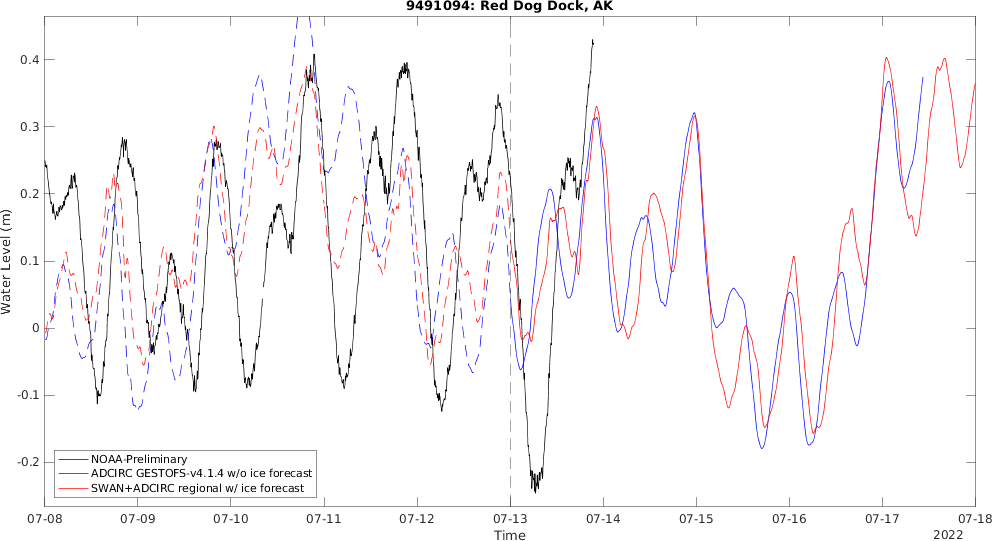 9491094: Red Dog Dock, AK
Water Level (m)
0.4
0.3
0.2
0.1
0
-0.1
-0.2
NOAA-Preliminary
ADCIRC GESTOFS-v4.1.4 w/o ice forecast
SWAN+ADCIRC regional w/ ice forecast
07-08 07-09 07-10 07-11 07-12 07-13 07-14 07-15 07-16 07-17 07-18
Time
2022